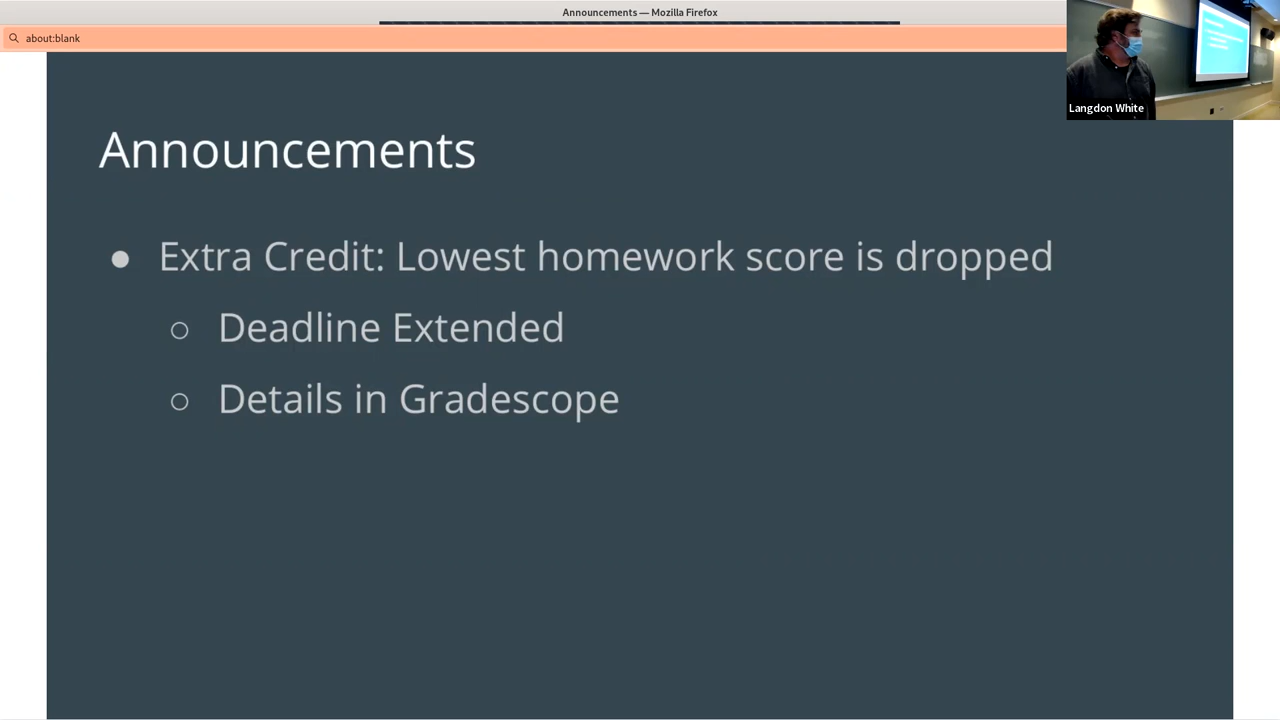 Announcements — Mozilla Firefox
about:blank
Langdon White
Announcements
● Extra Credit: Lowest homework score is dropped
○ Deadline Extended
○ Details in Gradescope